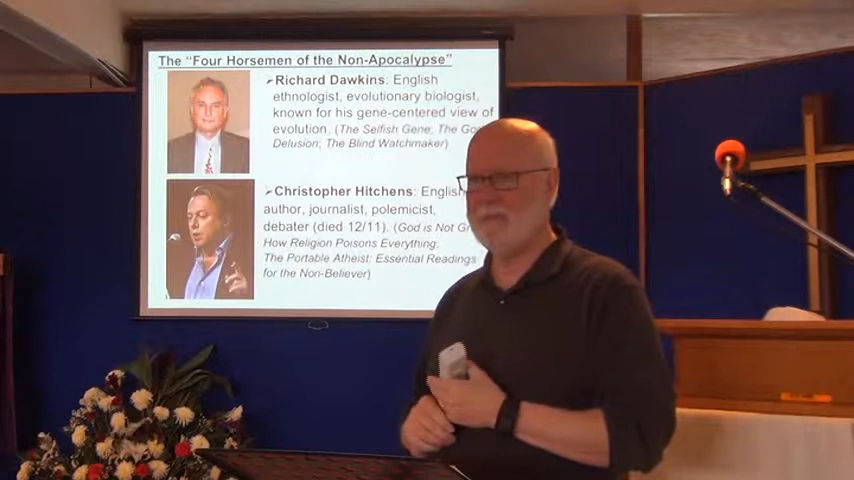 The "Four Horsemen of the Non-Apocalypse"
➢Richard Dawkins: English
ethnologist, evolutionary biologist,
known for his gene-centered view of
evolution. (The Selfish Gene; The Go
Delusion; The Blind Watchmaker)
➢Christopher Hitchens: English
author, journalist, polemicist,
debater (died 12/11). (God is Not Gr
How Religion Poisons Everything.
The Portable Atheist: Essential Readings
for the Non-Believer)